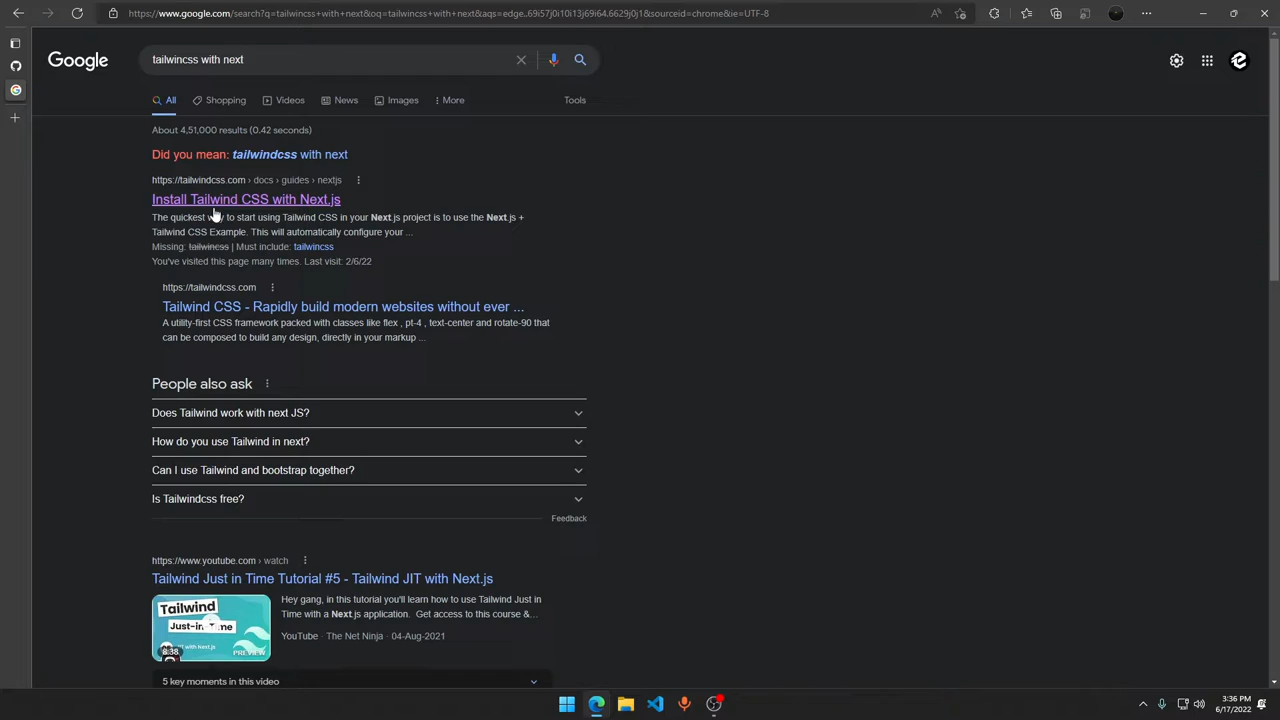 https://www.google.com/search?q=tailwincss+with+next&oq=tailwincss+with+next&aqs=edge..69i57j0i10i13j69i64.6629j0j1&sourceid=chrome&ie=UTF-8
Google
tailwincss with next
All
Shopping
Videos
News
Images
More
Tools
About 4,51,000 results (0.42 seconds)
Did you mean: tailwindcss with next
https://tailwindcss.com › docs › guides › nextjs
Install Tailwind CSS with Next.js
The quickest way to start using Tailwind CSS in your Next.js project is to use the Next.js +
Tailwind CSS Example. This will automatically configure your ...
Missing: tailwincss | Must include: tailwincss
You've visited this page many times. Last visit: 2/6/22
https://tailwindcss.com
Tailwind CSS - Rapidly build modern websites without ever ...
A utility-first CSS framework packed with classes like flex , pt-4 , text-center and rotate-90 that
can be composed to build any design, directly in your markup ...
People also ask
Does Tailwind work with next JS?
How do you use Tailwind in next?
Can I use Tailwind and bootstrap together?
Is Tailwindcss free?
Feedback
https://www.youtube.com › watch
Tailwind Just in Time Tutorial #5 - Tailwind JIT with Next.js
Tailwind
Just-in-Time
JIT with Next.js
8:38
PREVIEW
Hey gang, in this tutorial you'll learn how to use Tailwind Just in
Time with a Next.js application. Get access to this course &...
YouTube · The Net Ninja · 04-Aug-2021
5 key moments in this video
3:36 PM
6/17/2022